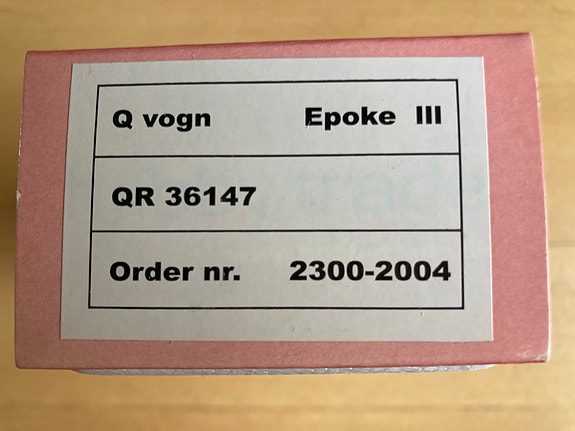 Q vogn Epoke III
QR 36147
Order nr. 2300-2004